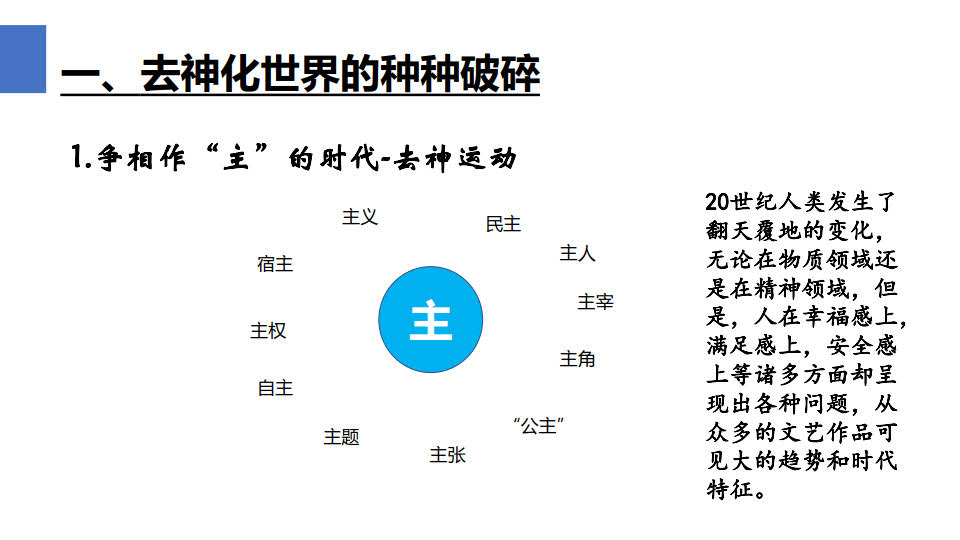 一、去神化世界的种种破碎
1.争相作“主”的时代-去神运动
主义
民主
主人
宿主
主宰
主
主权
主角
自主
“公主”
主题
主张
20世纪人类发生了
翻天覆地的变化，
无论在物质领域还
是在精神领域，但
是，人在幸福感上，
满足感上，安全感
上等诸多方面却呈
现出各种问题，从
众多的文艺作品可
见大的趋势和时代
特征。